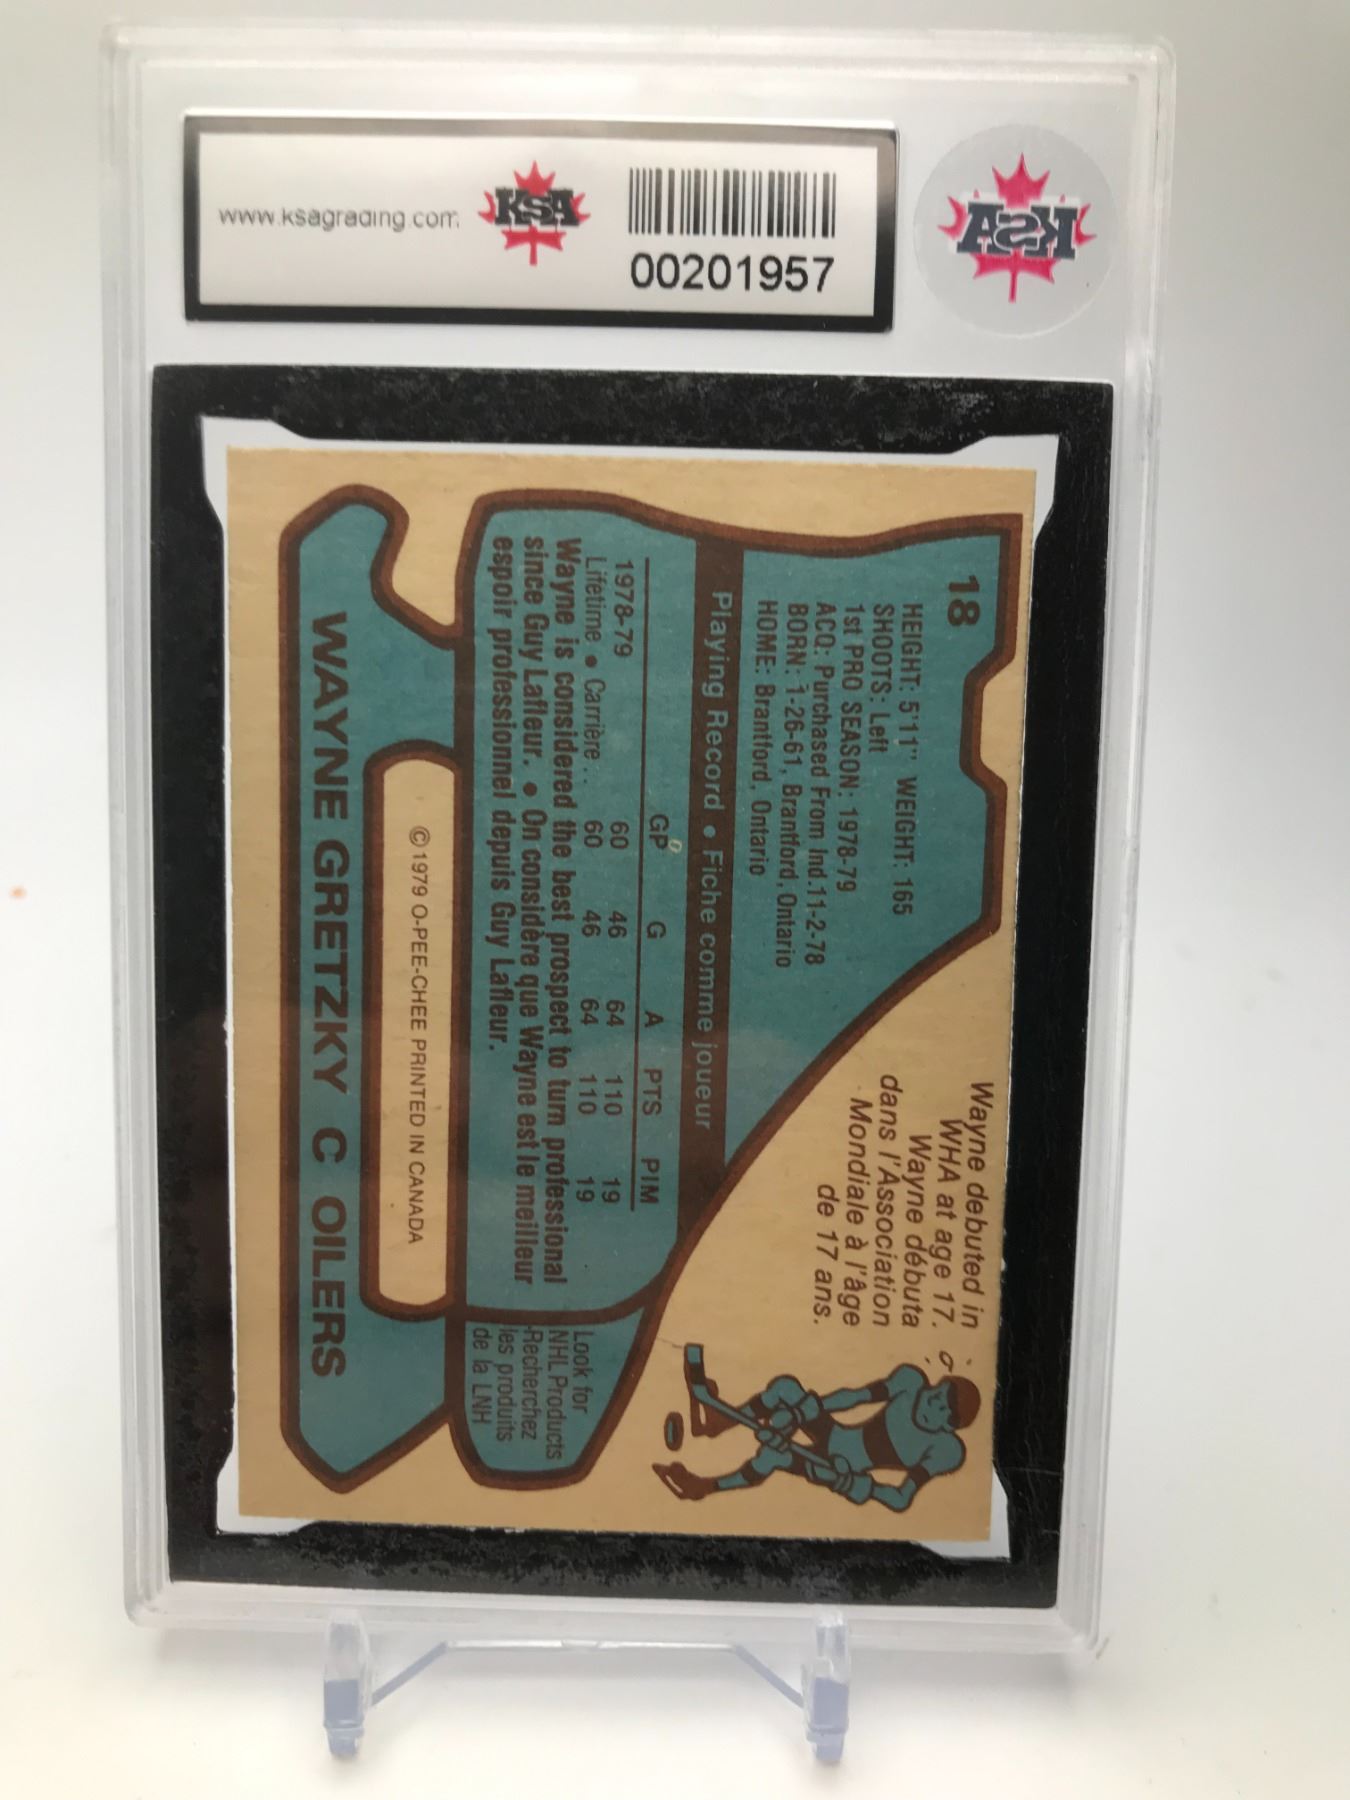 www.ksagrading.com
KSA
00201957
KSA
18
HEIGHT: 5'11" WEIGHT: 165
SHOOTS: Left
1st PRO SEASON: 1978-79
ACQ: Purchased From Ind.11-2-78
BORN: 1-26-61, Brantford, Ontario
HOME: Brantford, Ontario
Wayne debuted in
WHA at age 17.
Wayne débuta
dans l'Association
Mondiale à l'âge
de 17 ans.
Playing Record • Fiche comme joueur
GP G A PTS PIM
1978-79 60 46 64 110 19
Lifetime • Carrière.. 60 46 64 110 19
Wayne is considered the best prospect to turn professional
since Guy Lafleur. • On considère que Wayne est le meilleur
espoir professionnel depuis Guy Lafleur.
Look for
NHL Products
Recherchez
les produits
de la LNH
©1979 O-PEE-CHEE PRINTED IN CANADA
WAYNE GRETZKY C OILERS